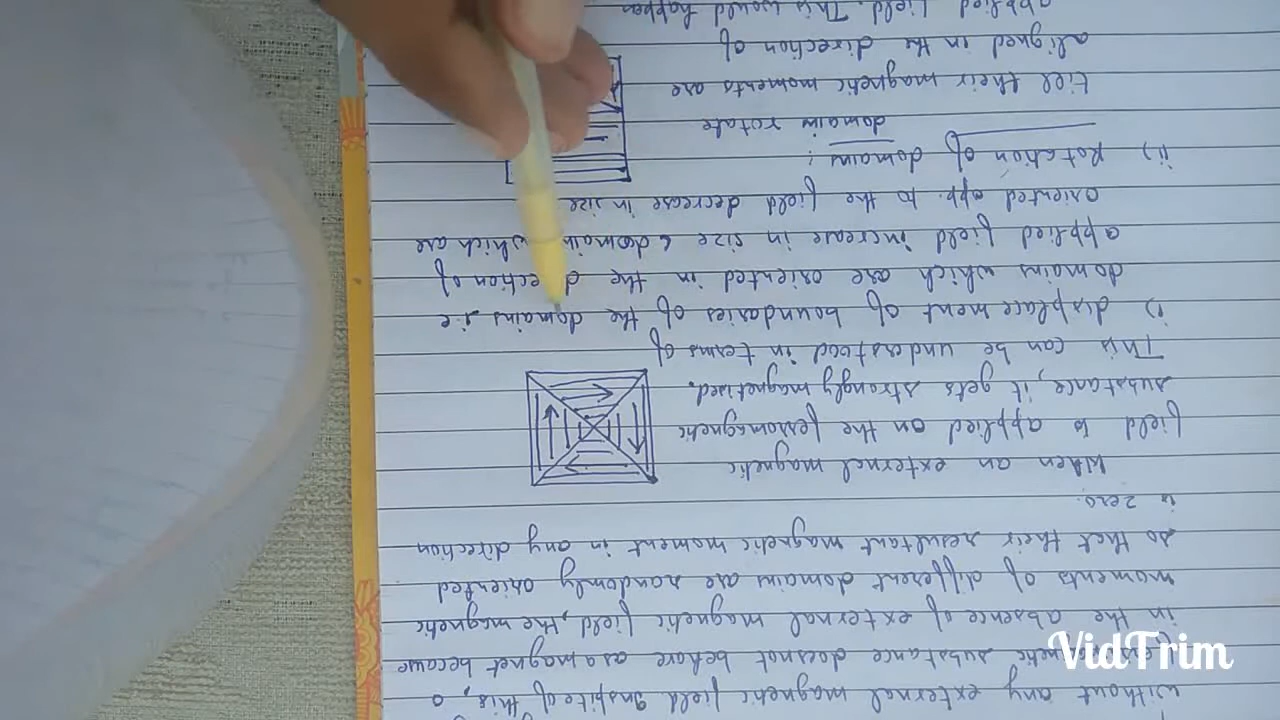 without any external magnetic field Inspite of this, a
magnetic substance doesnot behave as a magnet because
in the absence of external magnetic field, the magnetic
moments of different domains are randomly oriented
so that their resultant magnetic moment in any direction
is zero.
When an external magnetic
field is applied on the ferromagnetic
substance, it gets strongly magnetised.
This can be understood in terms of
i) displacement of boundaries of the domains i.e
domains which are oriented in the direction of
applied field increase in size & domain which are
oriented opp. to the field decrease in size
ii) Rotation of domains :
domain rotate
till their magnetic moments are
aligned in the direction of
applied field. This would happen
VidTrim